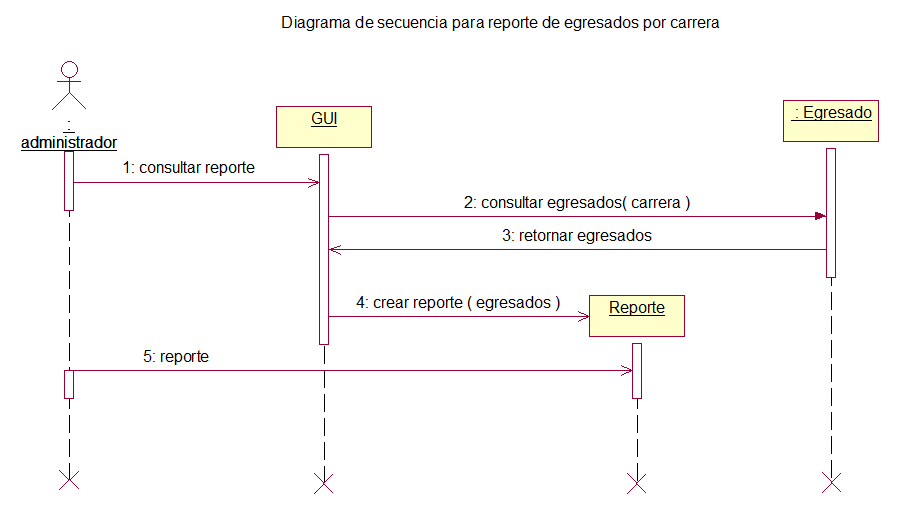 Diagrama de secuencia para reporte de egresados por carrera
:
administrador
GUI
: Egresado
1: consultar reporte
2: consultar egresados( carrera )
3: retornar egresados
4: crear reporte ( egresados )
Reporte
5: reporte